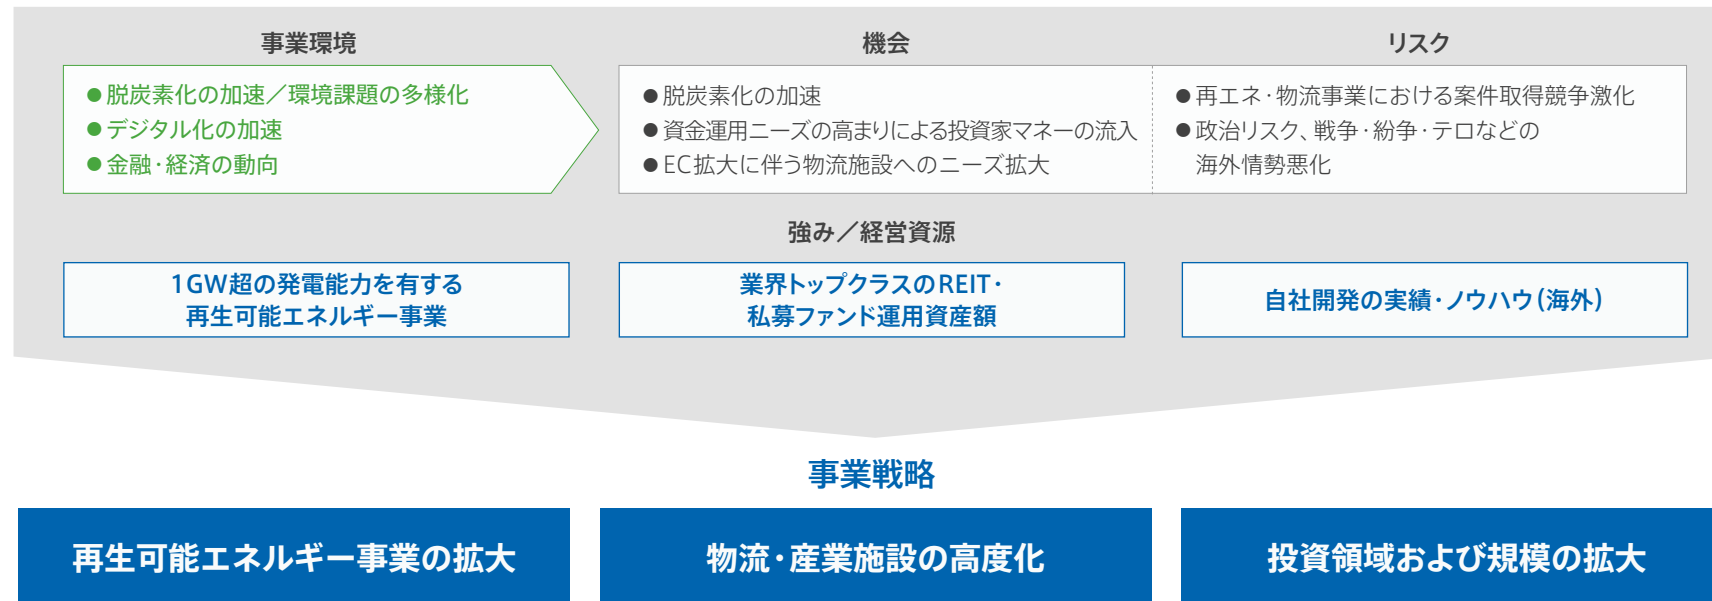 事業環境
●脱炭素化の加速／環境課題の多様化
●デジタル化の加速
●金融・経済の動向
機会
●脱炭素化の加速
●資金運用ニーズの高まりによる投資家マネーの流入
●EC拡大に伴う物流施設へのニーズ拡大
リスク
●再エネ・物流事業における案件取得競争激化
●政治リスク、戦争・紛争・テロなどの
海外情勢悪化
強み／経営資源
1GW超の発電能力を有する
再生可能エネルギー事業
業界トップクラスのREIT・
私募ファンド運用資産額
自社開発の実績・ノウハウ(海外)
事業戦略
再生可能エネルギー事業の拡大
物流・産業施設の高度化
投資領域および規模の拡大